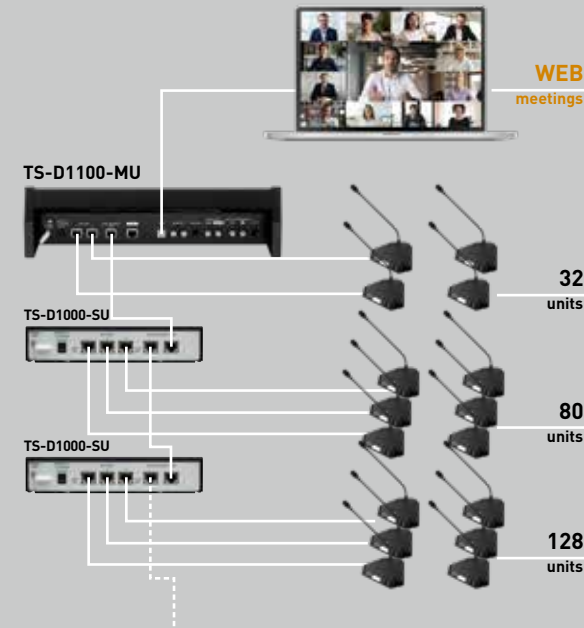 WEB
meetings
TS-D1100-MU
32
units
TS-D1000-SU
80
units
TS-D1000-SU
128
units